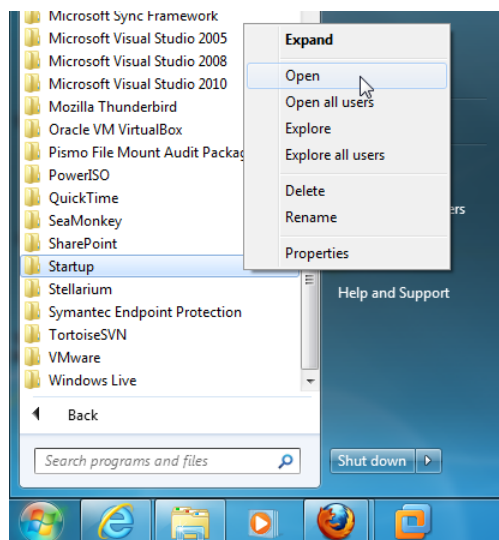 Microsoft Sync Framework
Microsoft Visual Studio 2005
Microsoft Visual Studio 2008
Microsoft Visual Studio 2010
Mozilla Thunderbird
Oracle VM VirtualBox
Pismo File Mount Audit Packag
PowerISO
QuickTime
SeaMonkey
SharePoint
Startup
Stellarium
Symantec Endpoint Protection
TortoiseSVN
VMware
Windows Live
Back
Search programs and files
Expand
Open
Open all users
Explore
Explore all users
Delete
Rename
Properties
ers
Help and Support
Shut down